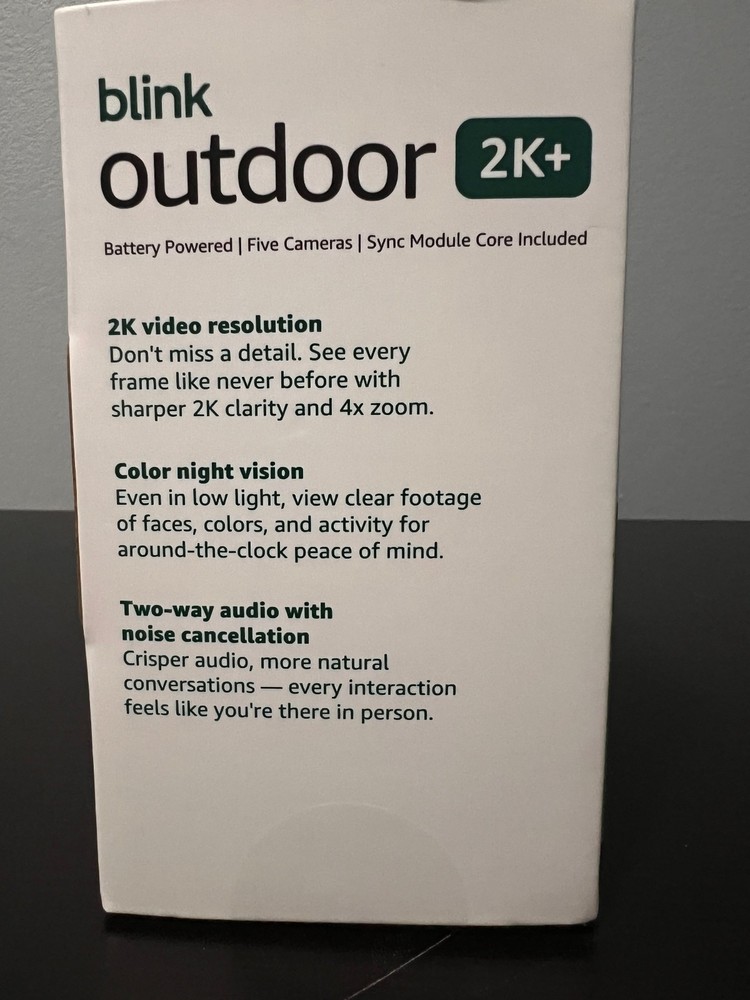 blink
outdoor 2K+
Battery Powered | Five Cameras | Sync Module Core Included
2K video resolution
Don't miss a detail. See every
frame like never before with
sharper 2K clarity and 4x zoom.
Color night vision
Even in low light, view clear footage
of faces, colors, and activity for
around-the-clock peace of mind.
Two-way audio with
noise cancellation
Crisper audio, more natural
conversations — every interaction
feels like you're there in person.